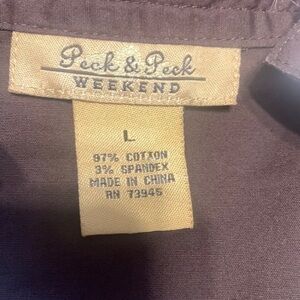 Peck & Peck
WEEKEND
L
97% COTTON
3% SPANDEX
MADE IN CHINA
RN 73945